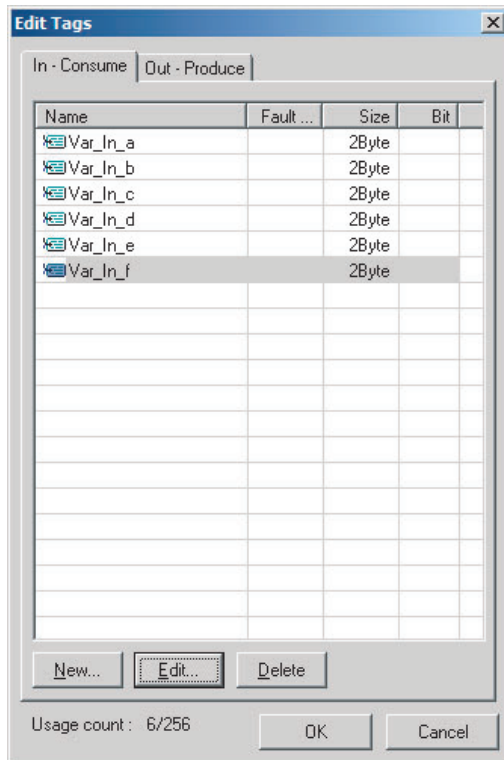 Edit Tags
In - Consume Out - Produce
Name Fault ... Size Bit
Var_In_a 2Byte
Var_In_b 2Byte
Var_In_c 2Byte
Var_In_d 2Byte
Var_In_e 2Byte
Var_In_f 2Byte
New... Edit... Delete
Usage count : 6/256 OK Cancel